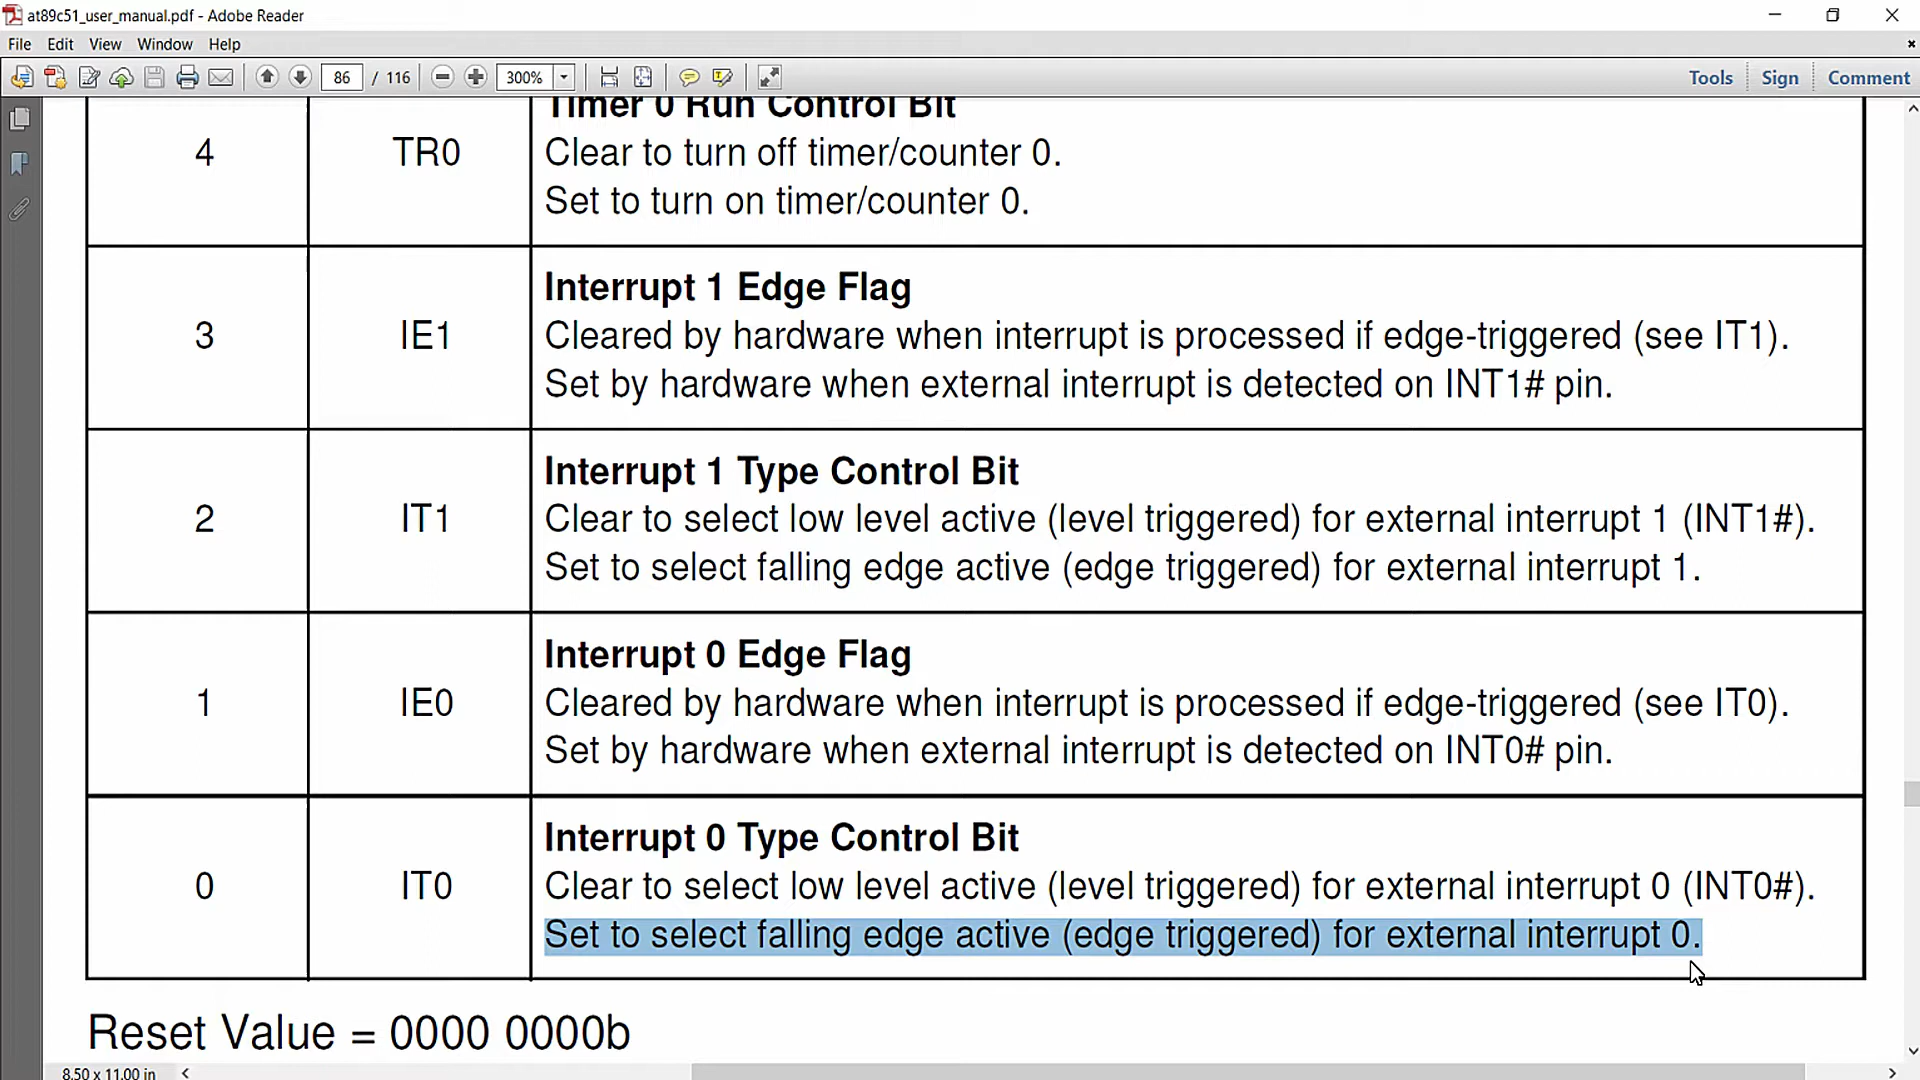 at89c51_user_manual.pdf - Adobe Reader
File Edit View Window Help
86 / 116 300% Tools Sign Comment
Timer 0 Run Control Bit
4 TR0 Clear to turn off timer/counter 0.
Set to turn on timer/counter 0.
Interrupt 1 Edge Flag
3 IE1 Cleared by hardware when interrupt is processed if edge-triggered (see IT1).
Set by hardware when external interrupt is detected on INT1# pin.
Interrupt 1 Type Control Bit
2 IT1 Clear to select low level active (level triggered) for external interrupt 1 (INT1#).
Set to select falling edge active (edge triggered) for external interrupt 1.
Interrupt 0 Edge Flag
1 IE0 Cleared by hardware when interrupt is processed if edge-triggered (see IT0).
Set by hardware when external interrupt is detected on INT0# pin.
Interrupt 0 Type Control Bit
0 IT0 Clear to select low level active (level triggered) for external interrupt 0 (INT0#).
Set to select falling edge active (edge triggered) for external interrupt 0.
Reset Value = 0000 0000b
8.50 x 11.00 in